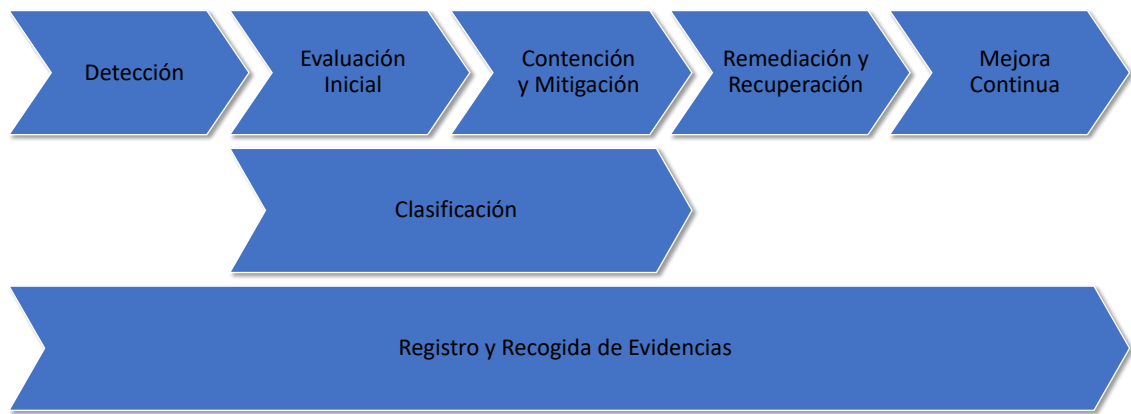 Detección
Evaluación
Inicial
Contención
y Mitigación
Remediación y
Recuperación
Mejora
Continua
Clasificación
Registro y Recogida de Evidencias